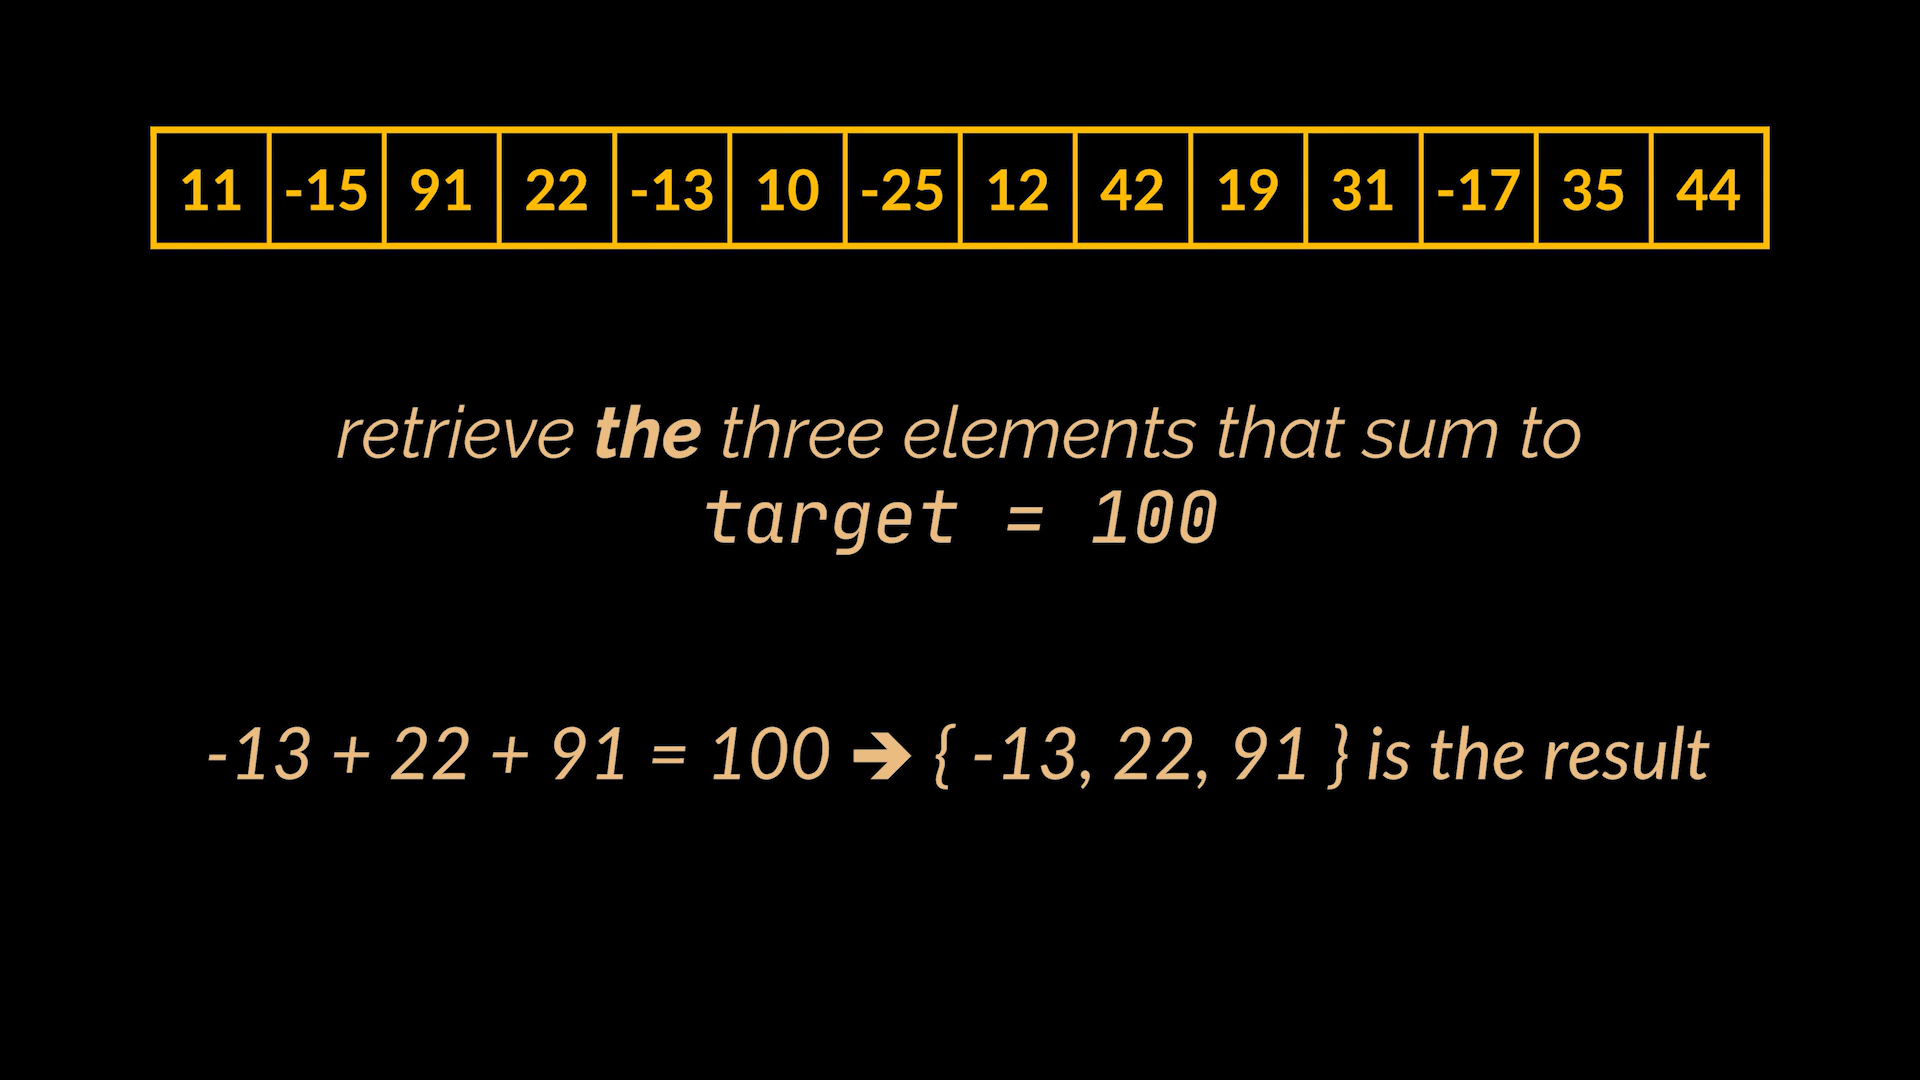 11 -15 91 22 -13 10 -25 12 42 19 31 -17 35 44
retrieve the three elements that sum to
target = 100
-13 + 22 + 91 = 100 🡺 { -13, 22, 91 } is the result